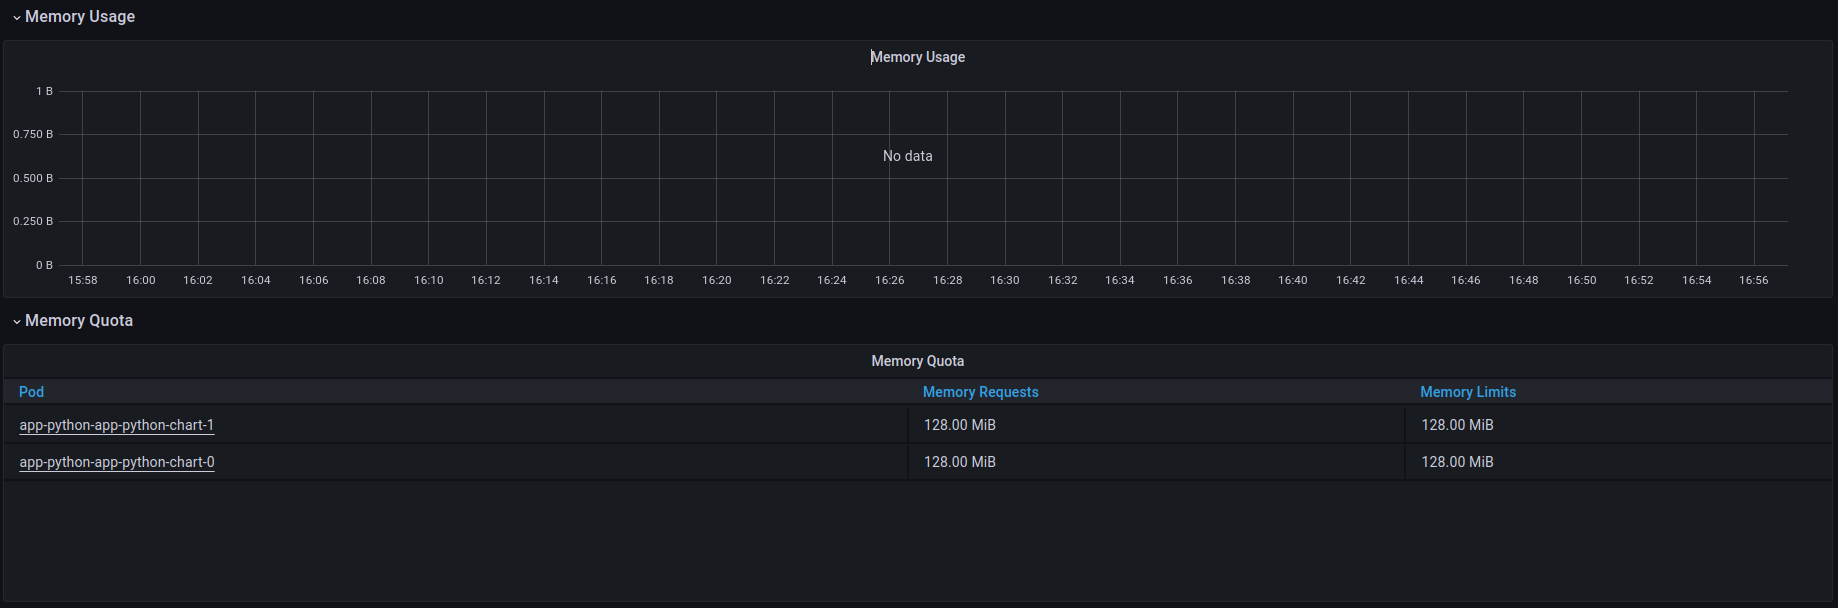 Memory Usage
Memory Usage
1 B
0.750 B
No data
0.500 B
0.250 B
0 B
15:58 16:00 16:02 16:04 16:06 16:08 16:10 16:12 16:14 16:16 16:18 16:20 16:22 16:24 16:26 16:28 16:30 16:32 16:34 16:36 16:38 16:40 16:42 16:44 16:46 16:48 16:50 16:52 16:54 16:56
Memory Quota
Memory Quota
Pod Memory Requests Memory Limits
app-python-app-python-chart-1 128.00 MiB 128.00 MiB
app-python-app-python-chart-0 128.00 MiB 128.00 MiB